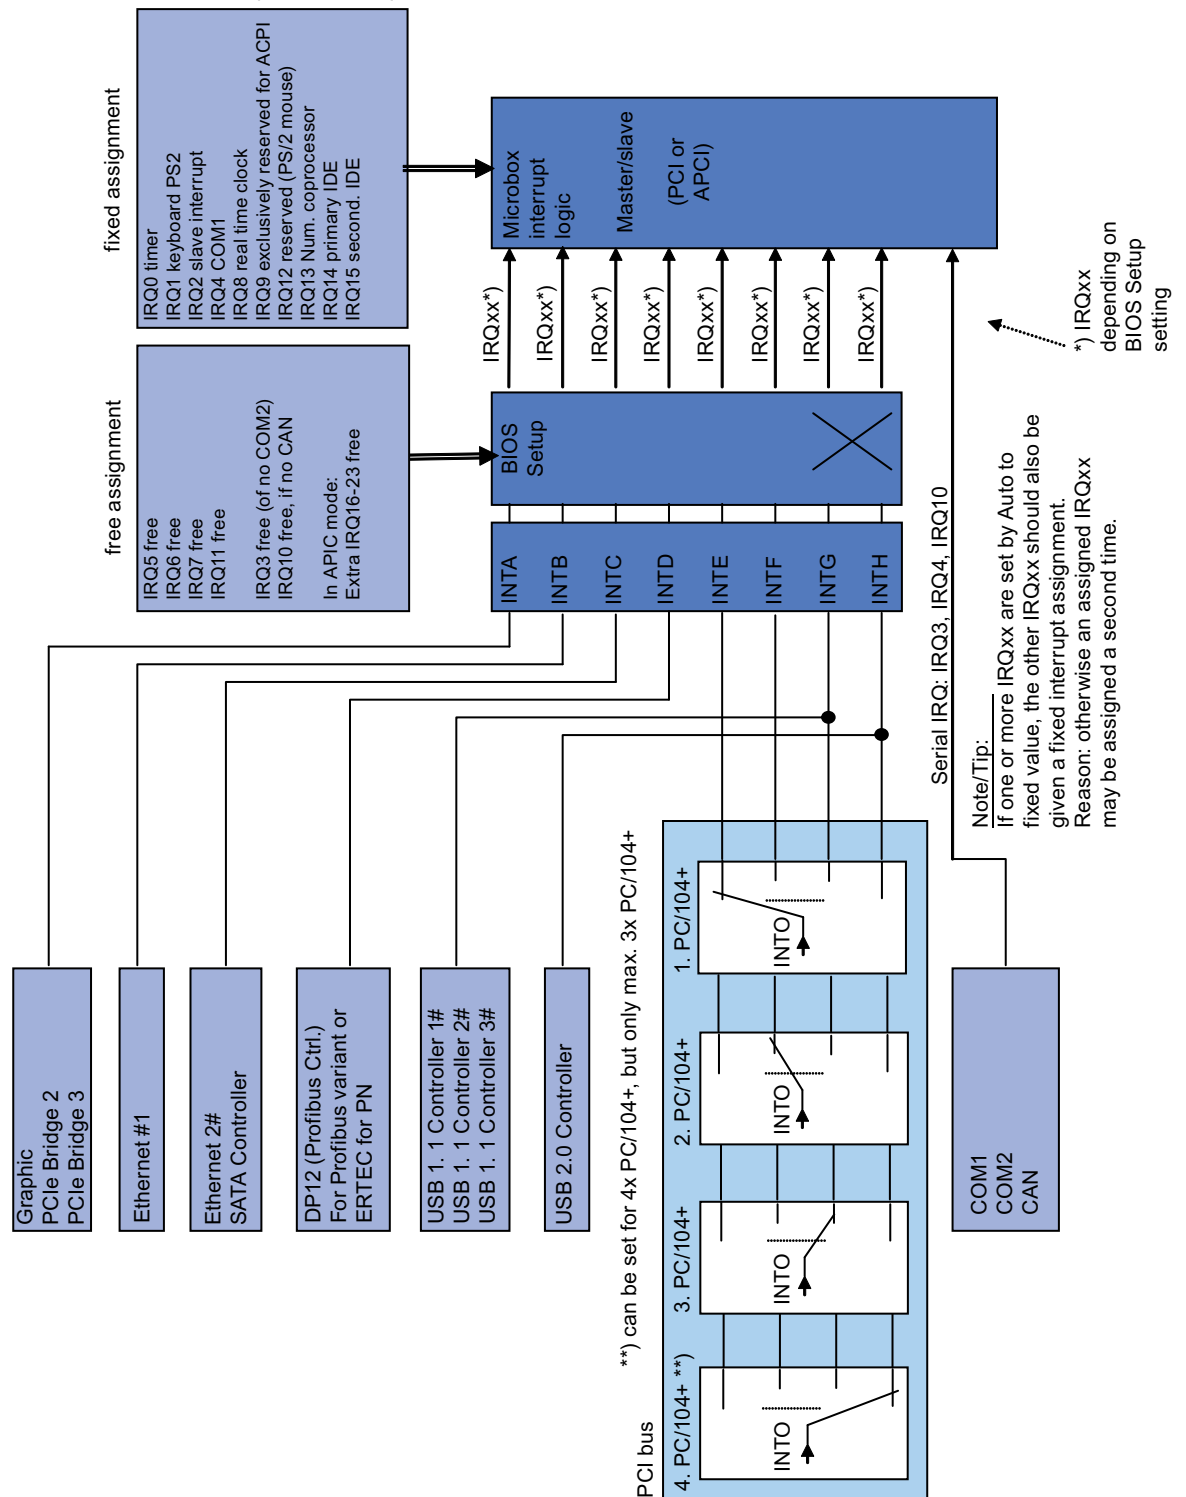 fixed assignment
IRQ0 timer
IRQ1 keyboard PS2
IRQ2 slave interrupt
IRQ4 COM1
IRQ8 real time clock
IRQ9 exclusively reserved for ACPI
IRQ12 reserved (PS/2 mouse)
IRQ13 Num. coprocessor
IRQ14 primary IDE
IRQ15 second. IDE
free assignment
IRQ5 free
IRQ6 free
IRQ7 free
IRQ11 free
IRQ3 free (of no COM2)
IRQ10 free, if no CAN
In APIC mode:
Extra IRQ16-23 free
Microbox
interrupt
logic
Master/slave
(PCI or
APCI)
IRQxx*)
IRQxx*)
IRQxx*)
IRQxx*)
IRQxx*)
IRQxx*)
IRQxx*)
IRQxx*)
BIOS
Setup
INTA
INTB
INTC
INTD
INTE
INTF
INTG
INTH
*) IRQxx
depending on
BIOS Setup
setting
Serial IRQ: IRQ3, IRQ4, IRQ10
Note/Tip:
If one or more IRQxx are set by Auto to
fixed value, the other IRQxx should also be
given a fixed interrupt assignment.
Reason: otherwise an assigned IRQxx
may be assigned a second time.
Graphic
PCIe Bridge 2
PCIe Bridge 3
Ethernet #1
Ethernet 2#
SATA Controller
DP12 (Profibus Ctrl.)
For Profibus variant or
ERTEC for PN
USB 1. 1 Controller 1#
USB 1. 1 Controller 2#
USB 1. 1 Controller 3#
USB 2.0 Controller
**) can be set for 4x PC/104+, but only max. 3x PC/104+
PCI bus
4. PC/104+ **)
INTO
3. PC/104+
INTO
2. PC/104+
INTO
1. PC/104+
INTO
COM1
COM2
CAN